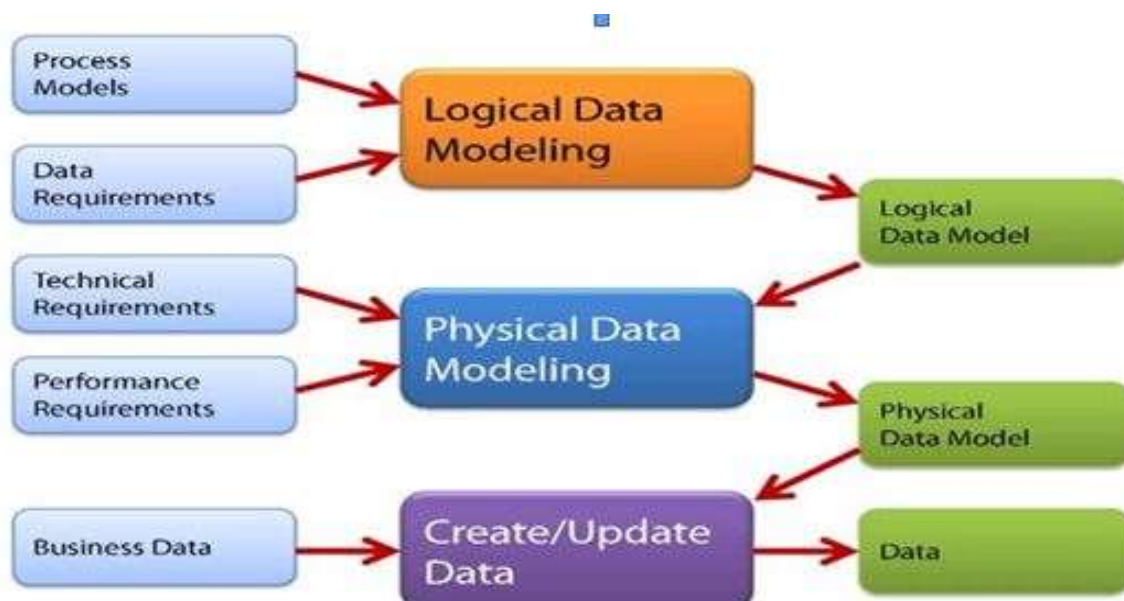 Process
Models
Logical Data
Modeling
Data
Requirements
Logical
Data Model
Technical
Requirements
Physical Data
Modeling
Performance
Requirements
Physical
Data Model
Business Data
Create/Update
Data
Data